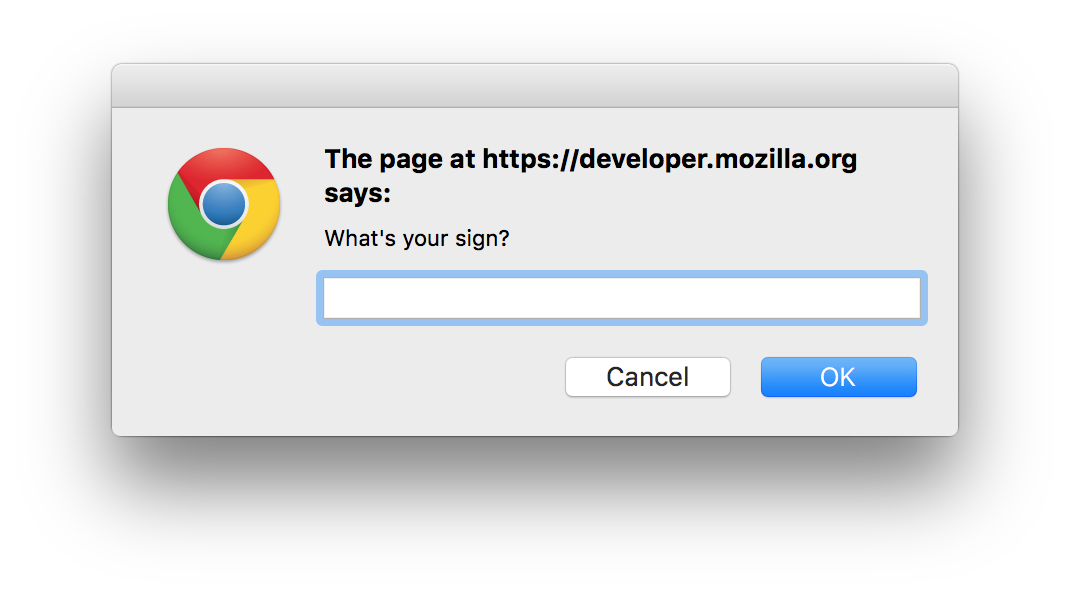 The page at https://developer.mozilla.org
says:
What's your sign?
Cancel
OK